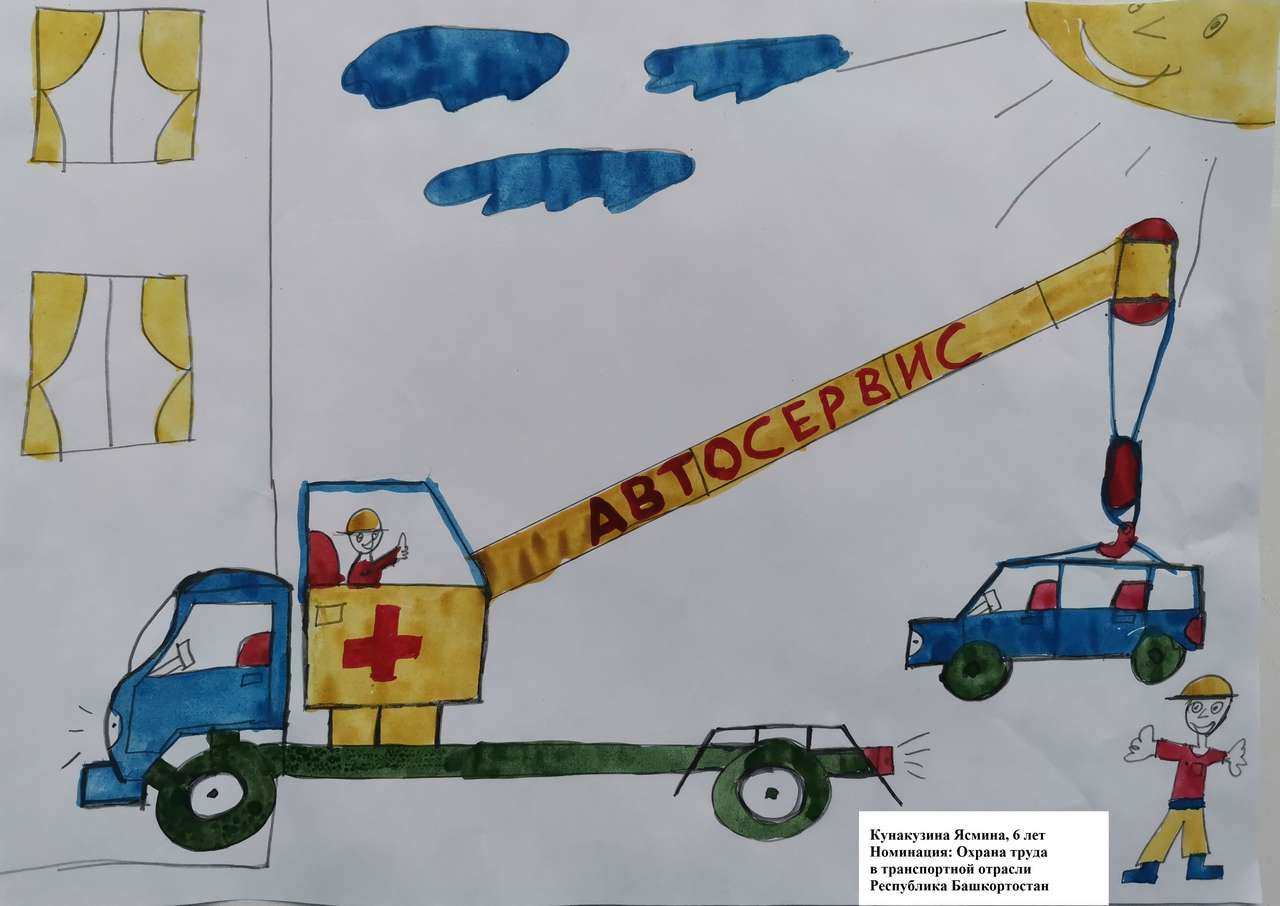 АВТОСЕРВИС
Кунакузина Ясмина, 6 лет
Номинация: Охрана труда
в транспортной отрасли
Республика Башкортостан